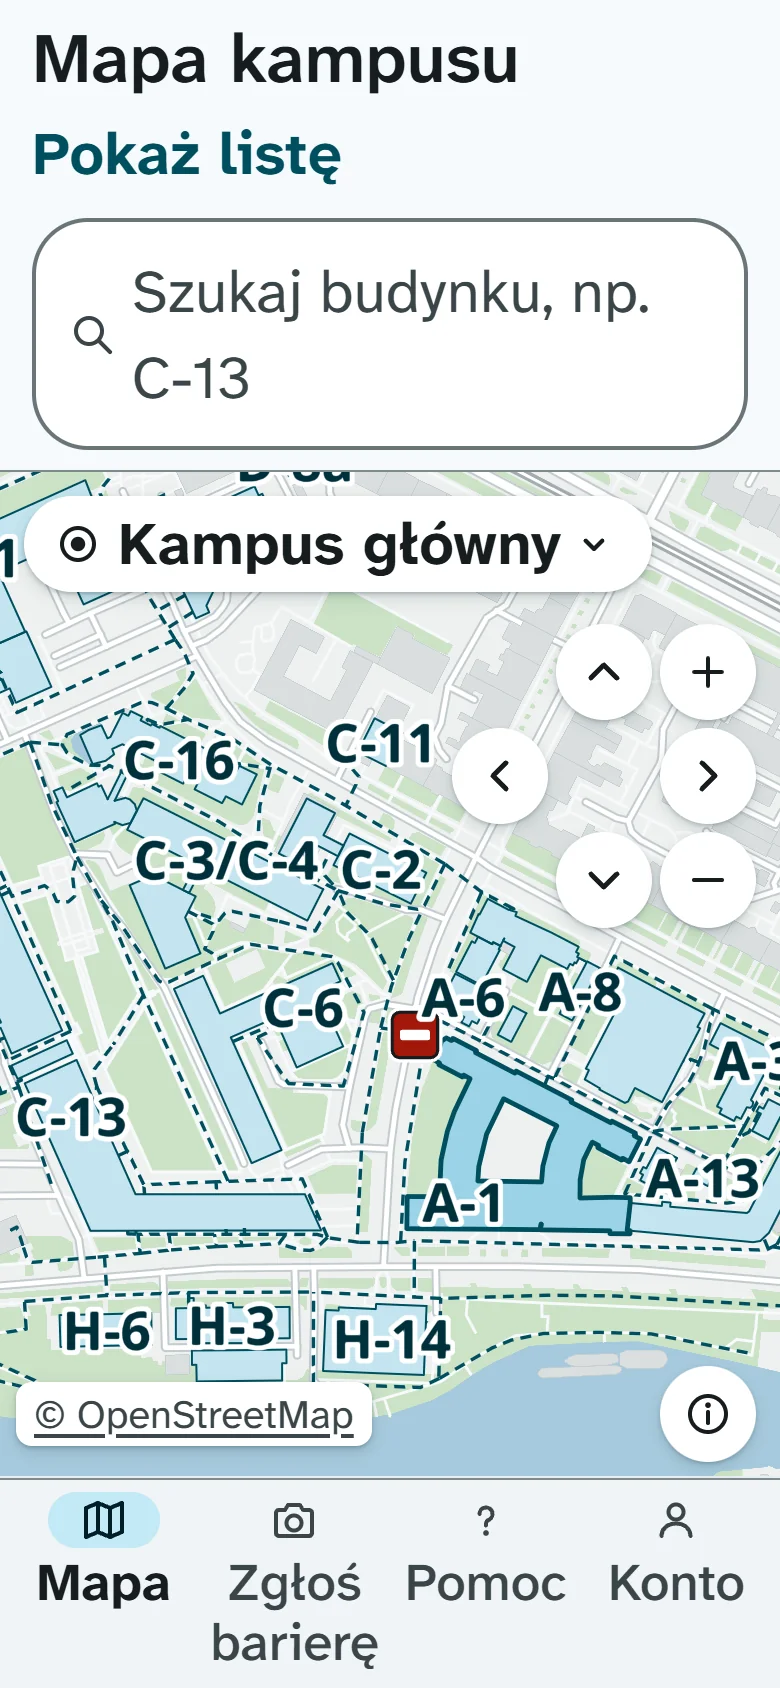 Mapa kampusu
Pokaż listę
Szukaj budynku, np.
C-13
Kampus główny
C-16
C-11
C-3/C-4
C-2
C-6
A-6
A-8
C-13
A-1
A-13
H-6
H-3
H-14
© OpenStreetMap
Mapa
Zgłoś
barierę
Pomoc
Konto